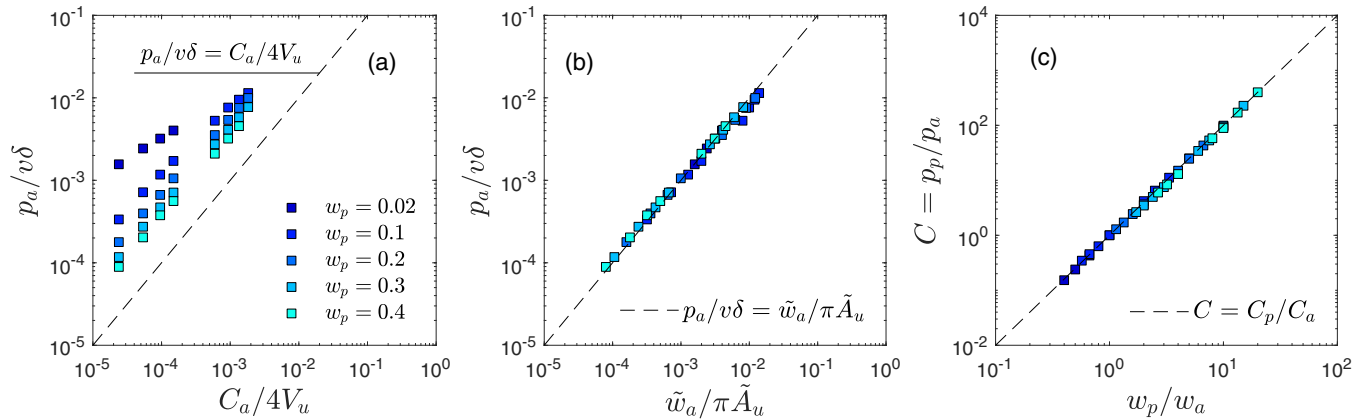 (a)
p_a/vδ = C_a/4V_u
10^-1
10^-2
10^-3
10^-4
10^-5
p_a/vδ
w_p = 0.02
w_p = 0.1
w_p = 0.2
w_p = 0.3
w_p = 0.4
10^-5 10^-4 10^-3 10^-2 10^-1 10^0
C_a/4V_u
(b)
10^-1
10^-2
10^-3
10^-4
10^-5
p_a/vδ
p_a/vδ = w̃_a/πÃ_u
10^-5 10^-4 10^-3 10^-2 10^-1 10^0
w̃_a/πÃ_u
(c)
10^4
10^2
10^0
10^-2
C = p_p/p_a
C = C_p/C_a
10^-1 10^0 10^1 10^2
w_p/w_a